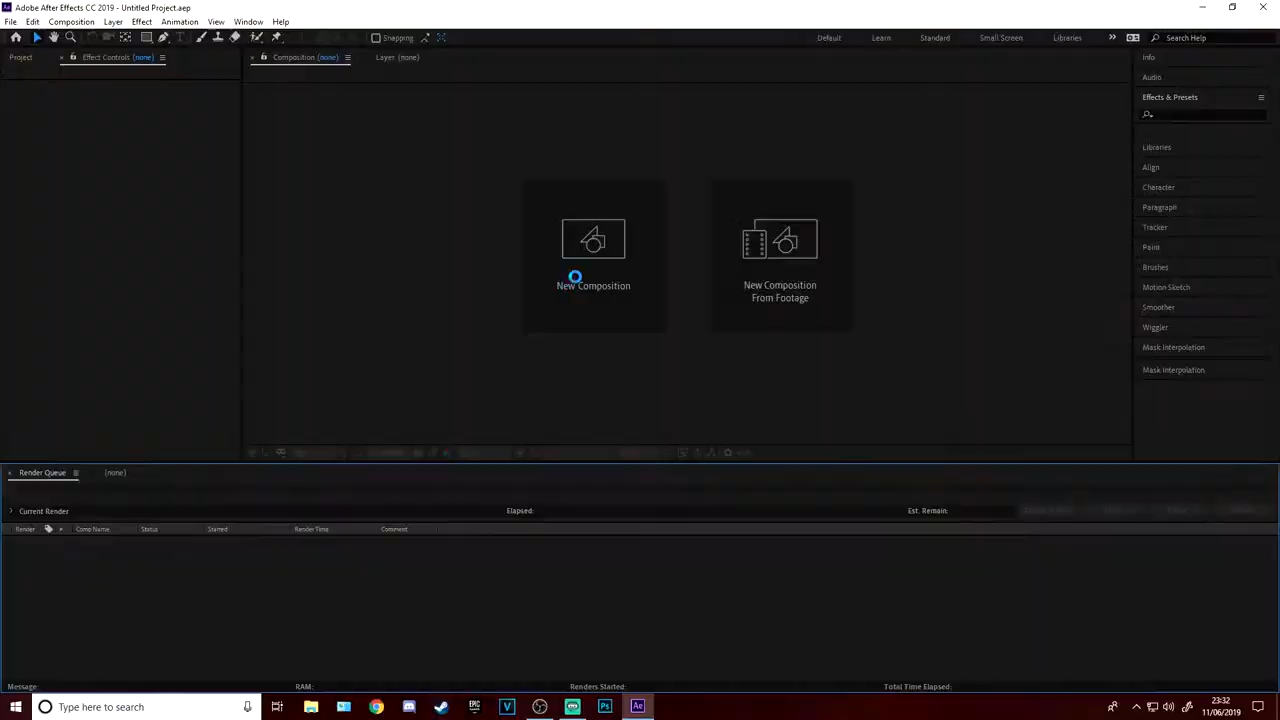 Adobe After Effects CC 2019 - Untitled Project.aep
File Edit Composition Layer Effect Animation View Window Help
Snapping Default Learn Standard Small Screen Libraries Search Help
Project Effect Controls (none) Composition (none) Layer (none) Info
Audio
Effects & Presets
Libraries
Align
Character
Paragraph
Tracker
Paint
Brushes
Motion Sketch
Smoother
Wiggler
Mask Interpolation
Mask Interpolation
New Composition
New Composition
From Footage
Render Queue (none)
Current Render Elapsed: Est. Remain:
Render Comp Name Status Started Render Time Comment
Message: RAM: Renders Started: Total Time Elapsed:
Type here to search
EPIC
V
Ps
Ae
23:32
11/06/2019